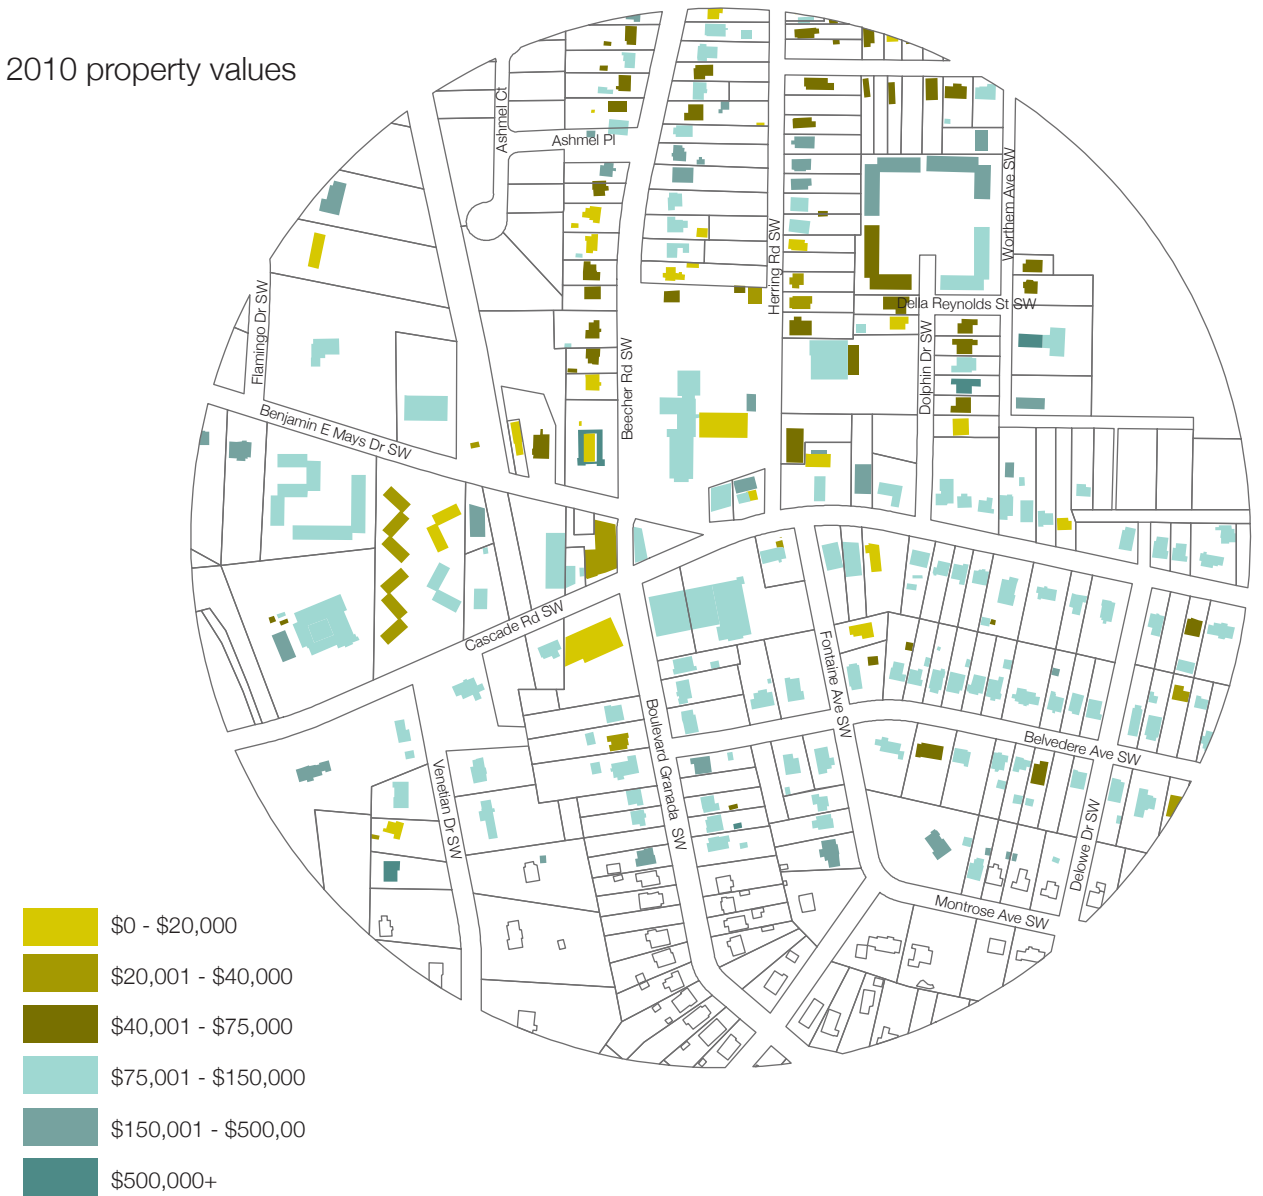 2010 property values
Ashmel Ct
Ashmel Pl
Worthem Ave SW
Herring Rd SW
Flamingo Dr SW
Della Reynolds St SW
Beecher Rd SW
Dolphin Dr SW
Benjamin E Mays Dr SW
Cascade Rd SW
Fontaine Ave SW
Boulevard Granada SW
Belvedere Ave SW
Venetian Dr SW
Delowe Dr SW
Montrose Ave SW
$0 - $20,000
$20,001 - $40,000
$40,001 - $75,000
$75,001 - $150,000
$150,001 - $500,00
$500,000+